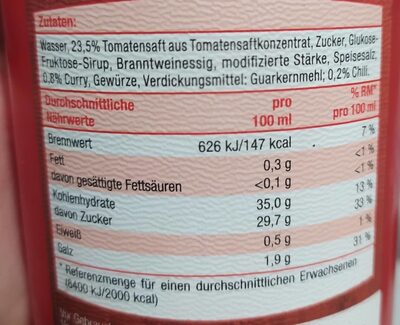 Zutaten:
Wasser, 23,5% Tomatensaft aus Tomatensaftkonzentrat, Zucker, Glukose-
Fruktose-Sirup, Branntweinessig, modifizierte Stärke, Speisesalz,
0,8% Curry, Gewürze, Verdickungsmittel: Guarkernmehl; 0,2% Chili.
Durchschnittliche Nährwerte pro 100 ml % RM* pro 100 ml
Brennwert 626 kJ/147 kcal 7 %
Fett 0,3 g <1 %
davon gesättigte Fettsäuren <0,1 g <1 %
Kohlenhydrate 35,0 g 13 %
davon Zucker 29,7 g 33 %
Eiweiß 0,5 g 1 %
Salz 1,9 g 31 %
* Referenzmenge für einen durchschnittlichen Erwachsenen
(8400 kJ/2000 kcal)
Vor Gebrauch